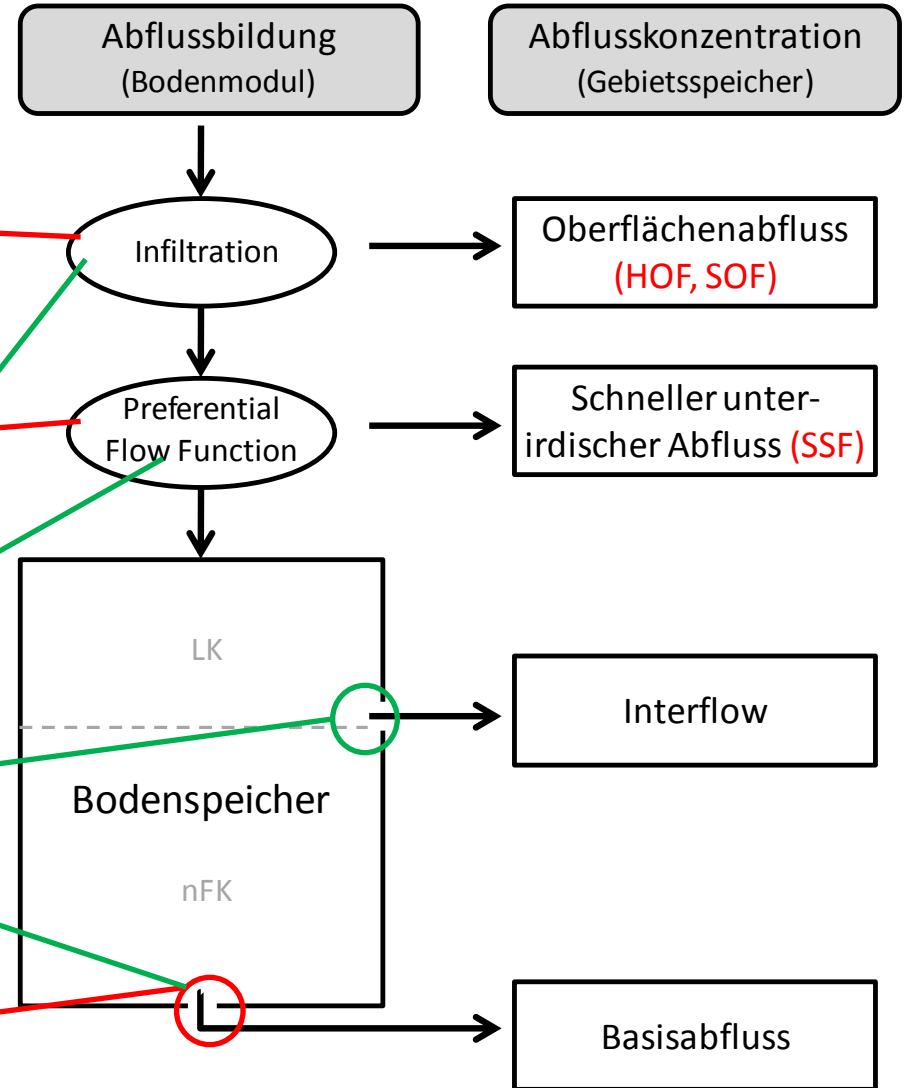 Abflussbildung
(Bodenmodul)
Abflusskonzentration
(Gebietsspeicher)
Infiltration
Oberflächenabfluss
(HOF, SOF)
Preferential
Flow Function
Schneller unter-
irdischer Abfluss (SSF)
LK
Interflow
Bodenspeicher
nFK
Basisabfluss